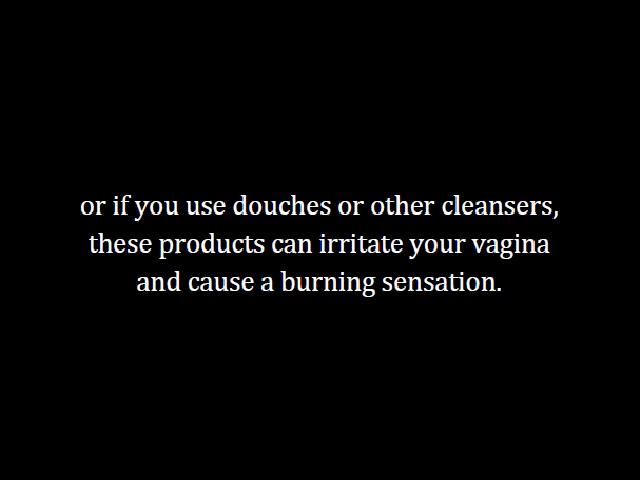 or if you use douches or other cleansers,
these products can irritate your vagina
and cause a burning sensation.